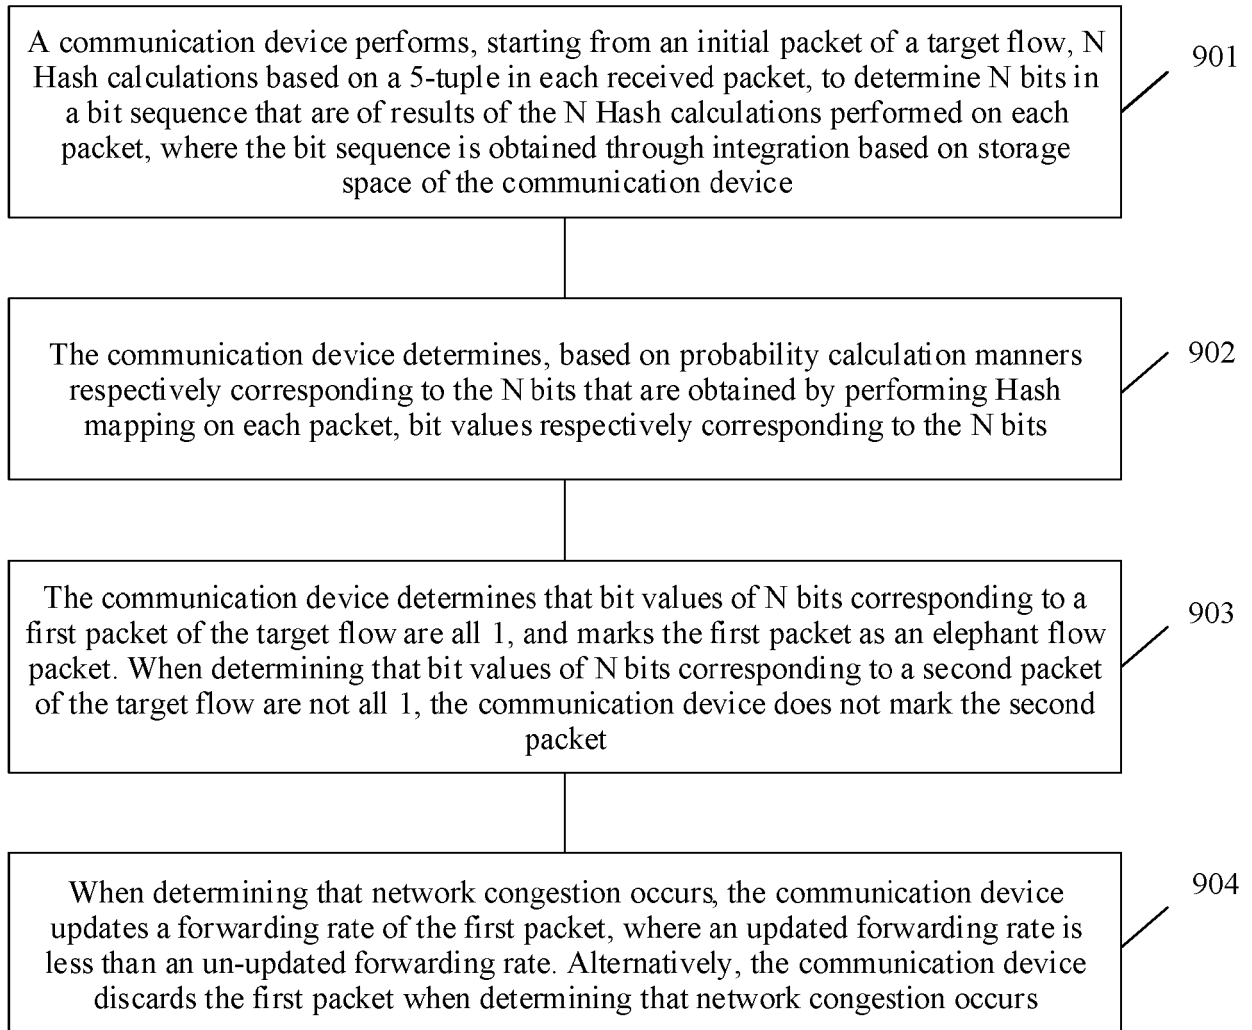 A communication device performs, starting from an initial packet of a target flow, N
Hash calculations based on a 5-tuple in each received packet, to determine N bits in
a bit sequence that are of results of the N Hash calculations performed on each
packet, where the bit sequence is obtained through integration based on storage
space of the communication device
901
The communication device determines, based on probability calculation manners
respectively corresponding to the N bits that are obtained by performing Hash
mapping on each packet, bit values respectively corresponding to the N bits
902
The communication device determines that bit values of N bits corresponding to a
first packet of the target flow are all 1, and marks the first packet as an elephant flow
packet. When determining that bit values of N bits corresponding to a second packet
of the target flow are not all 1, the communication device does not mark the second
packet
903
When determining that network congestion occurs, the communication device
updates a forwarding rate of the first packet, where an updated forwarding rate is
less than an un-updated forwarding rate. Alternatively, the communication device
discards the first packet when determining that network congestion occurs
904